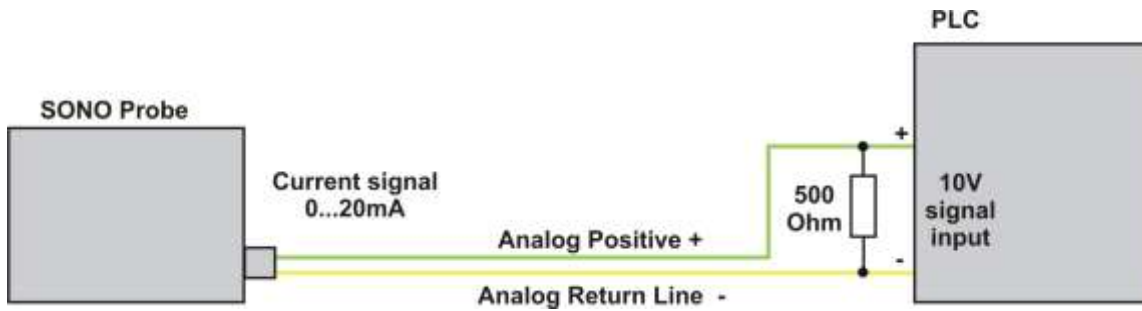 PLC
SONO Probe
Current signal
0...20mA
+
500
Ohm
10V
signal
input
Analog Positive +
-
Analog Return Line -